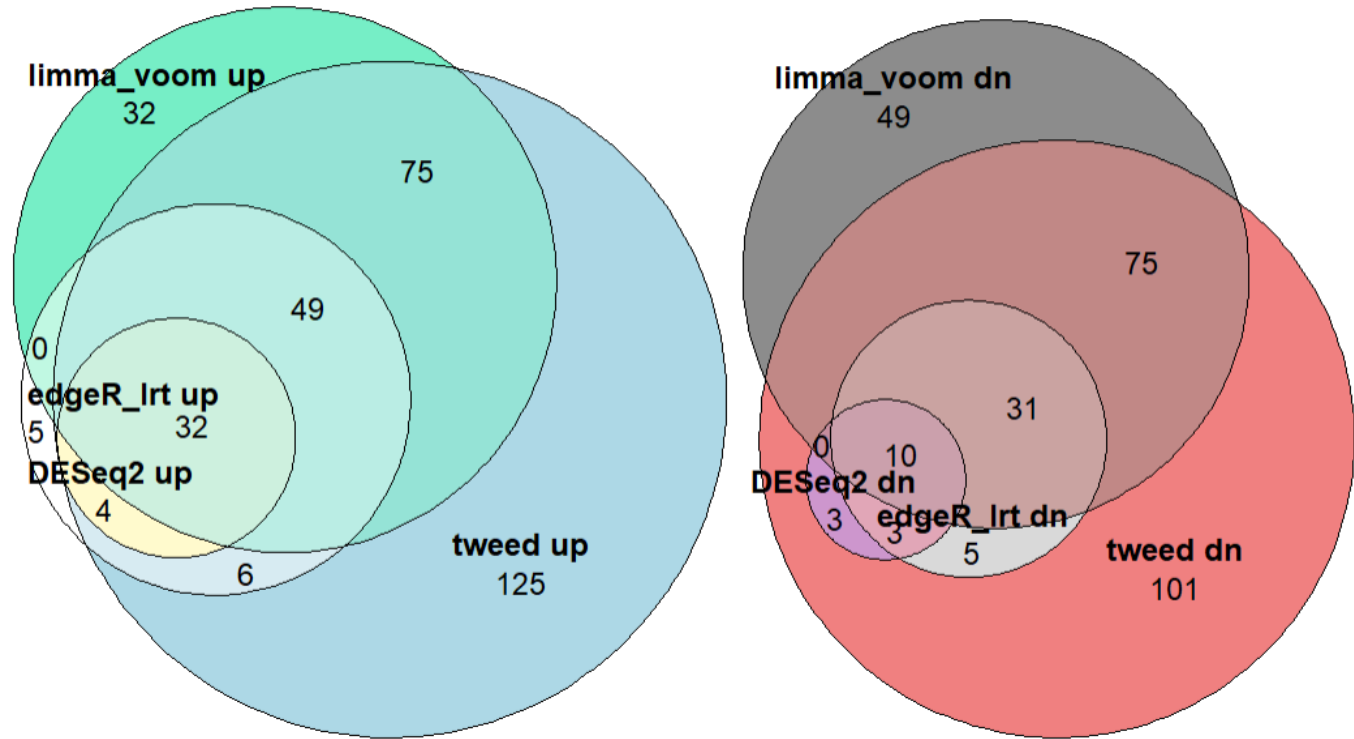 limma_voom up
32
75
49
0
edgeR_lrt up
5
32
DESeq2 up
4
6
tweed up
125
limma_voom dn
49
75
31
0
10
DESeq2 dn
3
edgeR_lrt dn
3
5
tweed dn
101